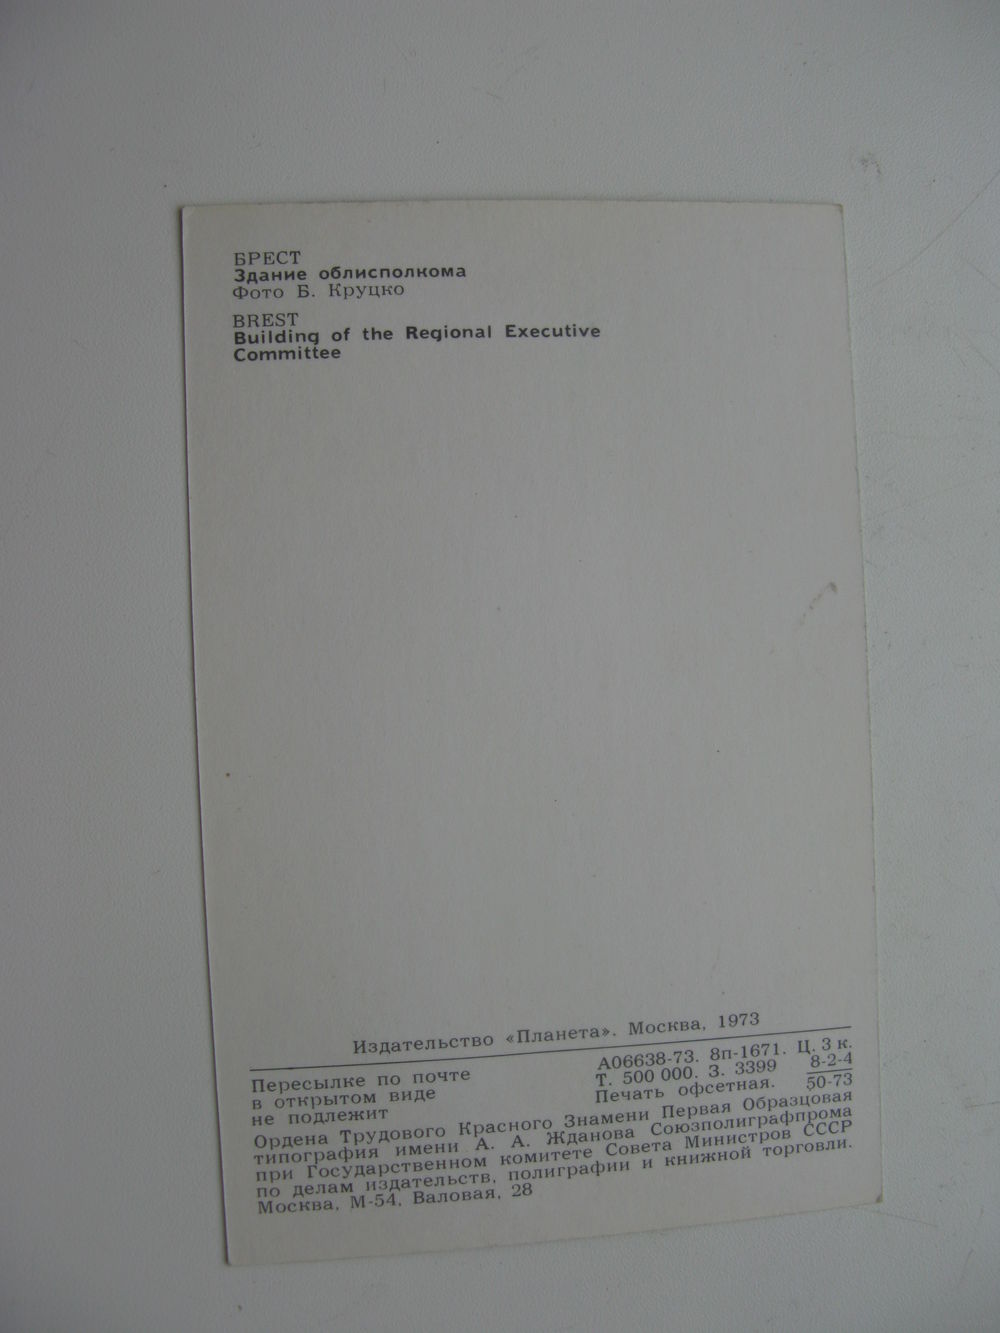 БРЕСТ
Здание облисполкома
Фото Б. Круцко
BREST
Building of the Regional Executive
Committee
Издательство «Планета». Москва, 1973
Пересылке по почте
в открытом виде
не подлежит
А06638-73. 8п-1671. Ц. 3 к.
Т. 500 000. З. 3399 8-2-4
Печать офсетная. 50-73
Ордена Трудового Красного Знамени Первая Образцовая
типография имени А. А. Жданова Союзполиграфпрома
при Государственном комитете Совета Министров СССР
по делам издательств, полиграфии и книжной торговли.
Москва, М-54, Валовая, 28